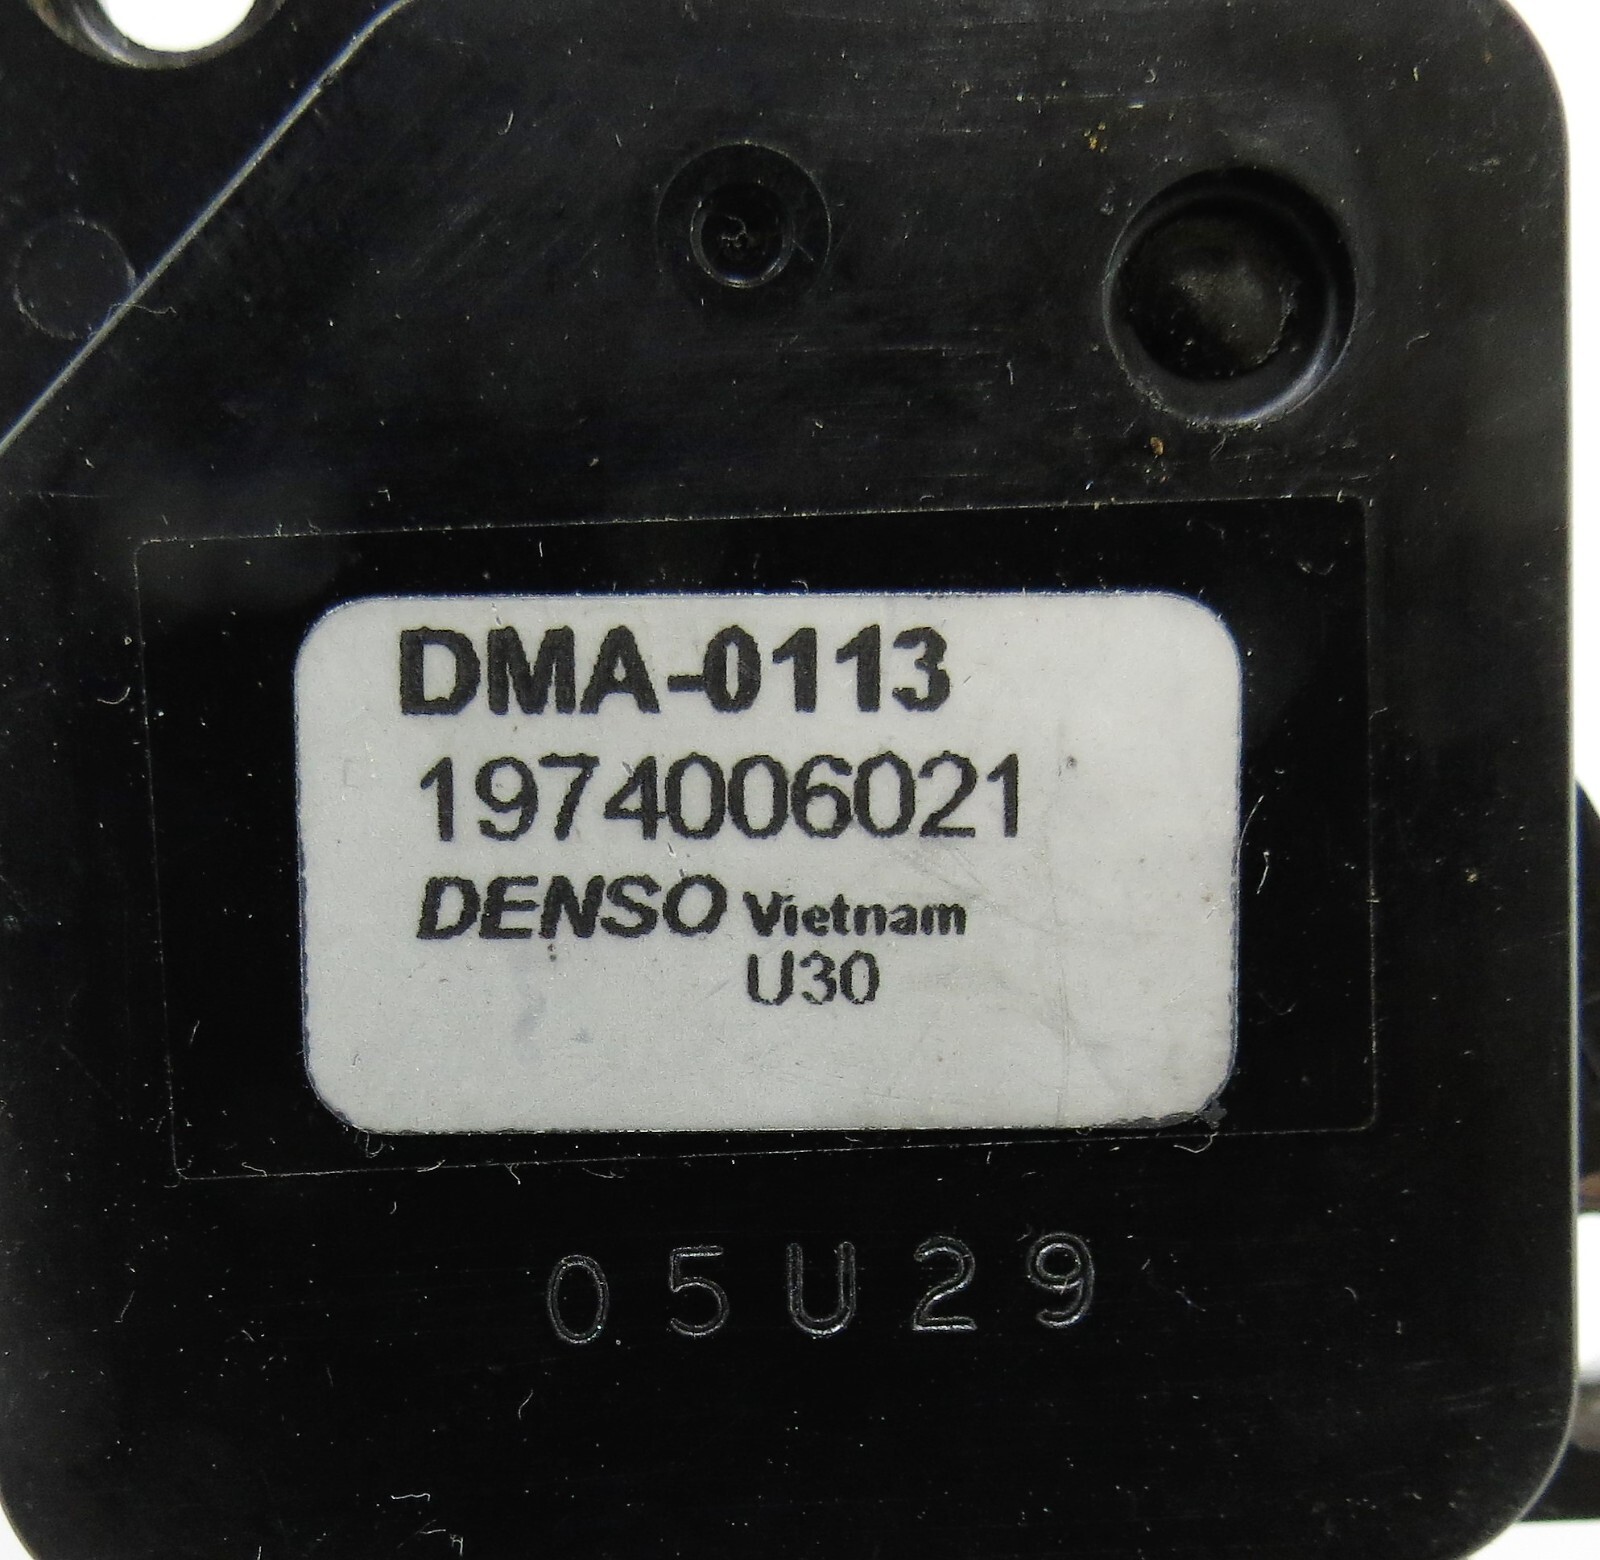 DMA-0113
1974006021
DENSO Vietnam
U30
05U29